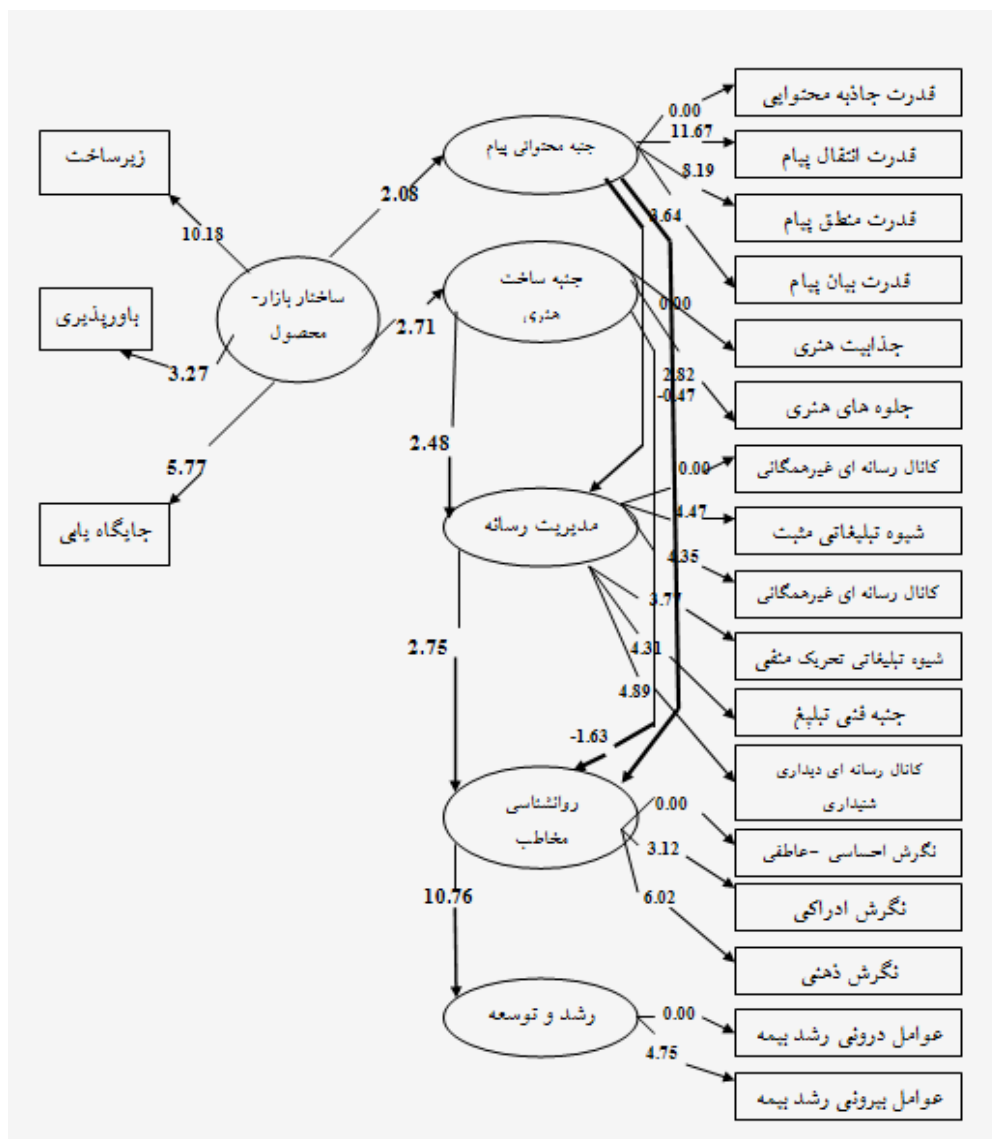 قدرت جاذبه محتوایی
0.00
11.67
قدرت انتقال پیام
جنبه محتوائی پیام
زیرساخت
8.19
2.08
قدرت منطق پیام
3.64
10.18
قدرت بیان پیام
جنبه ساخت
هنری
ساختار بازار-
محصول
0.00
باورپذیری
2.71
جذابیت هنری
3.27
2.82
-0.47
جلوه های هنری
2.48
5.77
0.00
کانال رسانه ای غیرهمگانی
4.47
شیوه تبلیغاتی مثبت
جایگاه یابی
مدیریت رسانه
4.35
کانال رسانه ای غیرهمگانی
3.77
2.75
4.31
شیوه تبلیغاتی تحریک منفی
4.89
جنبه فنی تبلیغ
-1.63
کانال رسانه ای دیداری
شنیداری
روانشناسی
مخاطب
0.00
نگرش احساسی -عاطفی
3.12
10.76
6.02
نگرش ادراکی
نگرش ذهنی
رشد و توسعه
0.00
عوامل درونی رشد بیمه
4.75
عوامل بیرونی رشد بیمه